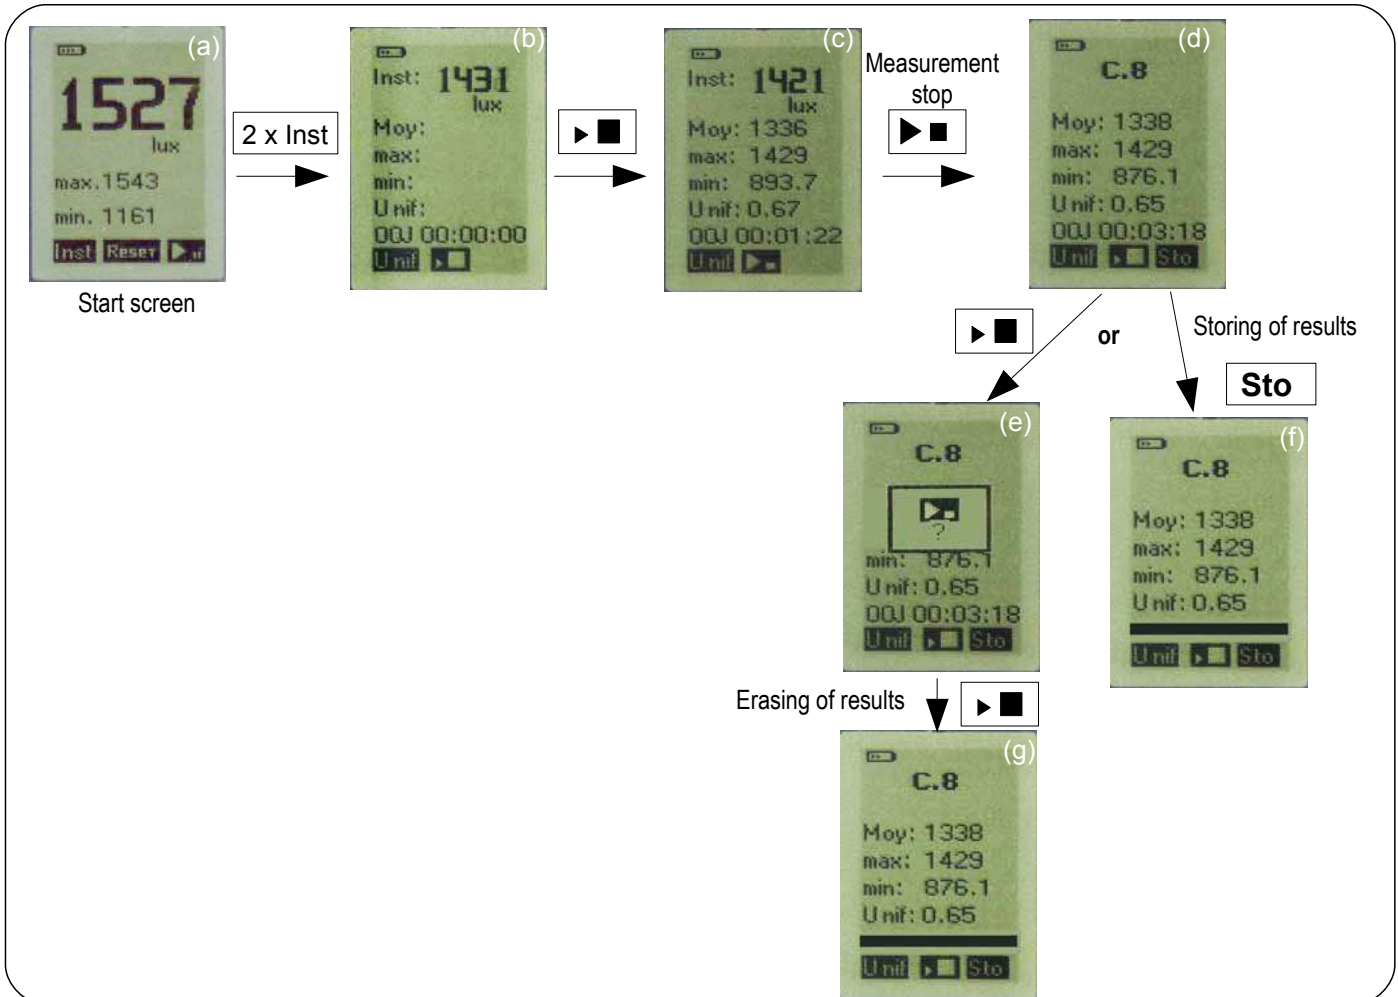 (a)
1527
lux
max.1543
min. 1161
Inst Reset
Start screen
2 x Inst
(b)
Inst: 1431
lux
Moy:
max:
min:
Unif:
00J 00:00:00
Unif
(c)
Inst: 1421
lux
Moy: 1336
max: 1429
min: 893.7
Unif: 0.67
00J 00:01:22
Unif
Measurement
stop
(d)
C.8
Moy: 1338
max: 1429
min: 876.1
Unif: 0.65
00J 00:03:18
Unif Sto
or
Storing of results
Sto
(e)
C.8
?
min: 876.1
Unif: 0.65
00J 00:03:18
Unif Sto
(f)
C.8
Moy: 1338
max: 1429
min: 876.1
Unif: 0.65
Unif Sto
Erasing of results
(g)
C.8
Moy: 1338
max: 1429
min: 876.1
Unif: 0.65
Unif Sto